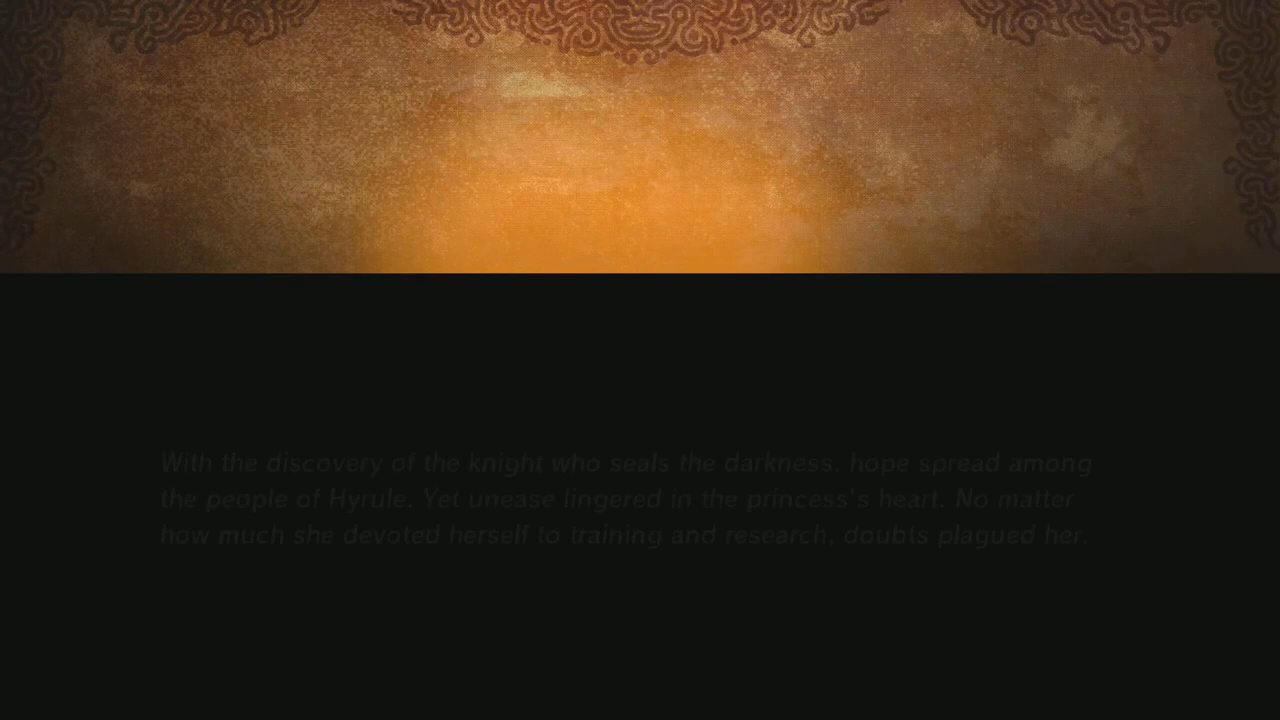 With the discovery of the knight who seals the darkness, hope spread among
the people of Hyrule. Yet unease lingered in the princess's heart. No matter
how much she devoted herself to training and research, doubts plagued her.